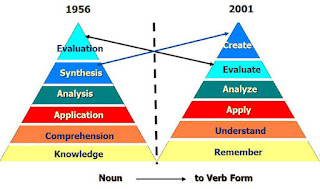 1956
2001
Evaluation
Create
Synthesis
Evaluate
Analysis
Analyze
Application
Apply
Comprehension
Understand
Knowledge
Remember
Noun to Verb Form